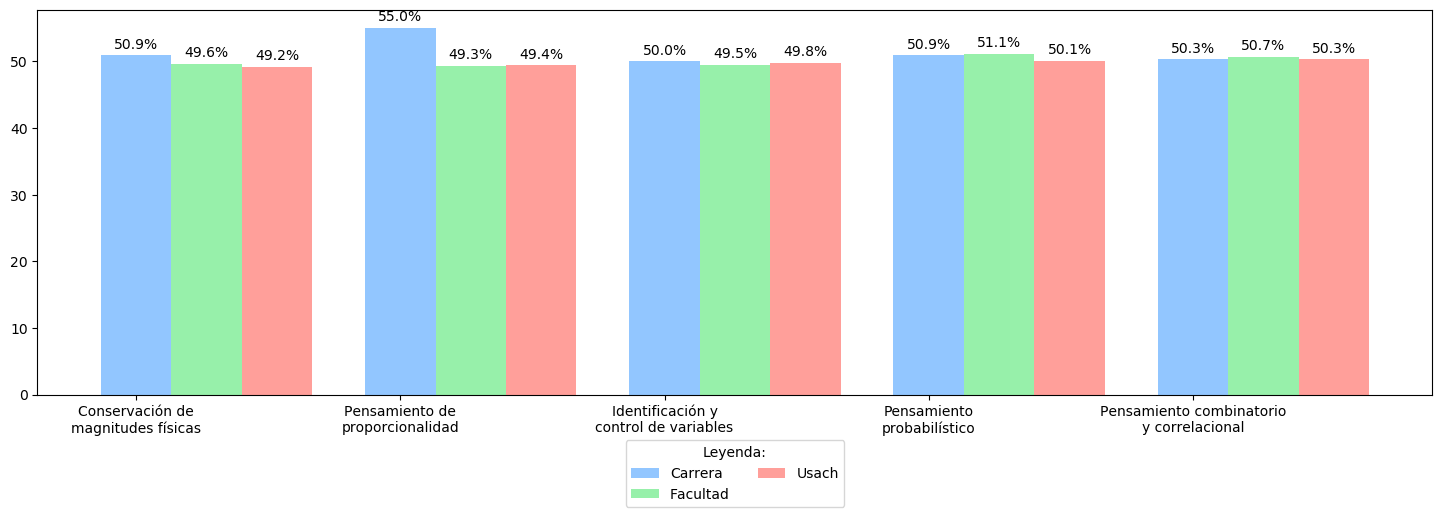 55.0%
50.9% 49.6% 49.2% 49.3% 49.4% 50.0% 49.5% 49.8% 50.9% 51.1% 50.1% 50.3% 50.7% 50.3%
50
40
30
20
10
0
Conservación de
magnitudes físicas
Pensamiento de
proporcionalidad
Identificación y
control de variables
Pensamiento
probabilístico
Pensamiento combinatorio
y correlacional
Leyenda:
Carrera
Facultad
Usach